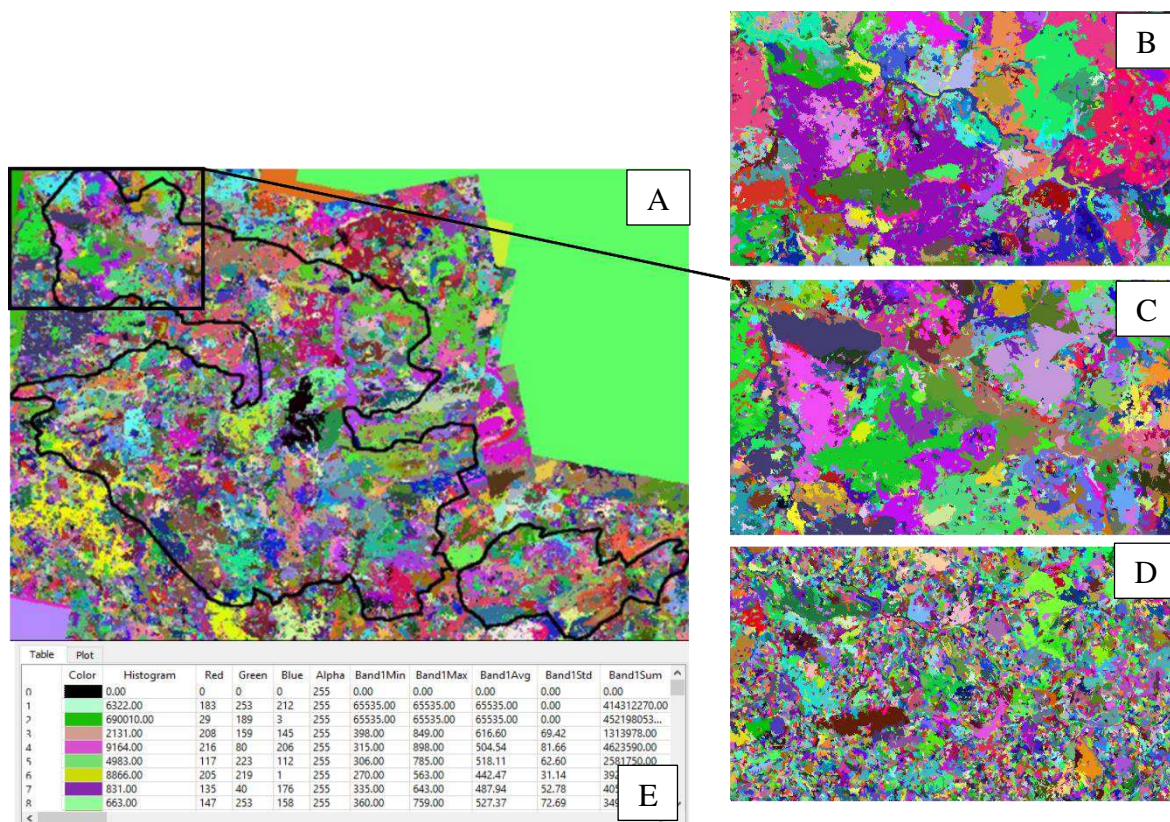 B
A
C
D
Table Plot
Color Histogram Red Green Blue Alpha Band1Min Band1Max Band1Avg Band1Std Band1Sum
0 0.00 0 0 0 255 0.00 0.00 0.00 0.00 0.00
1 6322.00 183 253 212 255 65535.00 65535.00 65535.00 0.00 414312270.00
2 690010.00 29 189 3 255 65535.00 65535.00 65535.00 0.00 452198053...
3 2131.00 208 159 145 255 398.00 849.00 616.60 69.42 1313978.00
4 9164.00 216 80 206 255 315.00 898.00 504.54 81.66 4623590.00
5 4983.00 117 223 112 255 306.00 785.00 518.11 62.60 2581750.00
6 8866.00 205 219 1 255 270.00 563.00 442.47 31.14 392
7 831.00 135 40 176 255 335.00 643.00 487.94 52.78 405
8 663.00 147 253 158 255 360.00 759.00 527.37 72.69 349
E